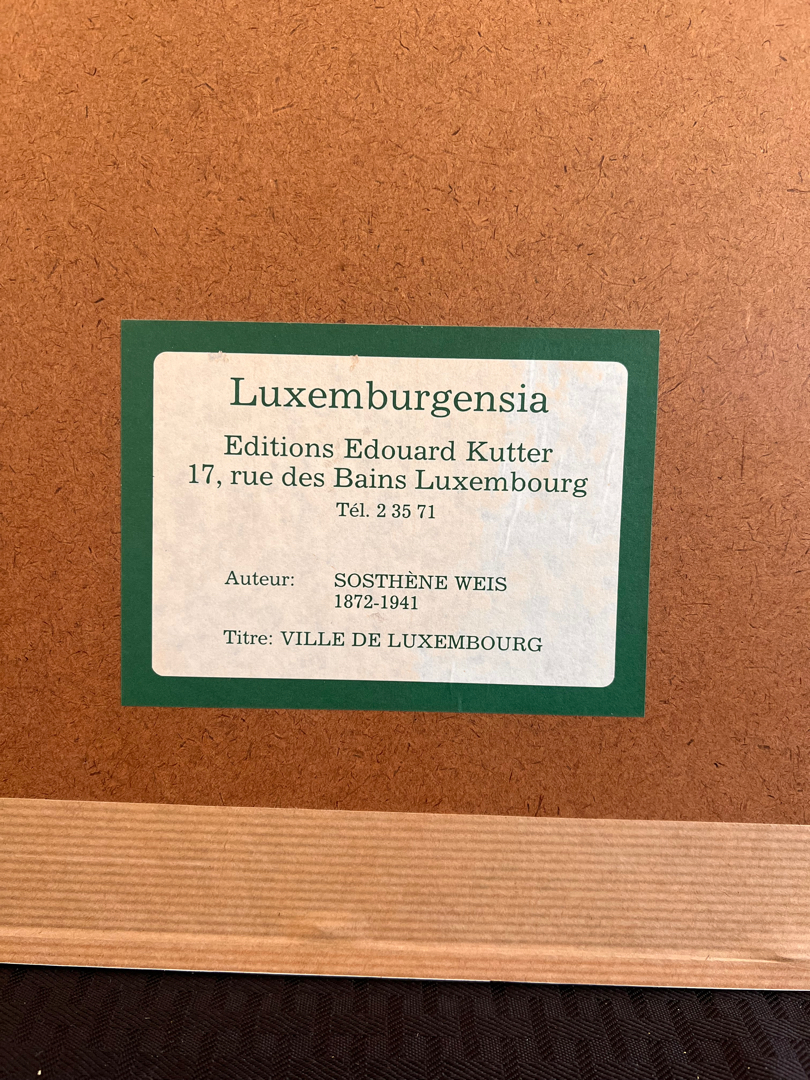 Luxemburgensia
Editions Edouard Kutter
17, rue des Bains Luxembourg
Tél. 2 35 71
Auteur: SOSTHÈNE WEIS
1872-1941
Titre: VILLE DE LUXEMBOURG